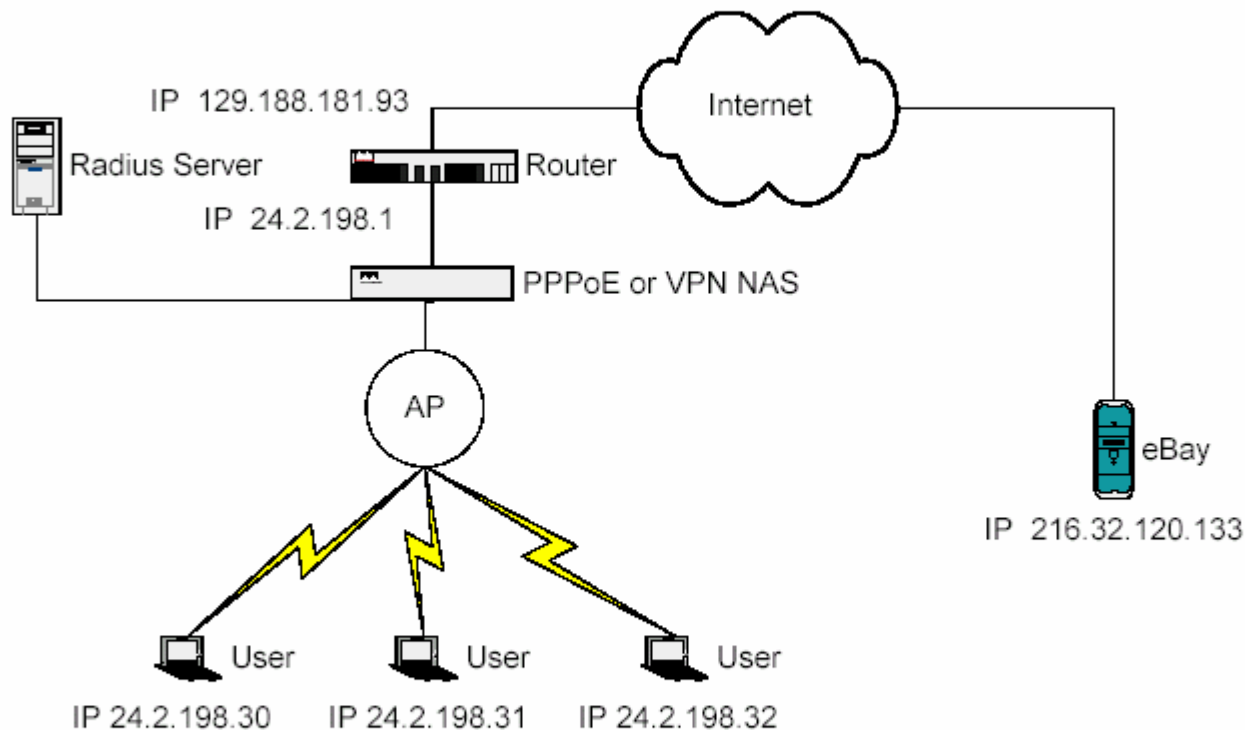 IP 129.188.181.93
Internet
Radius Server
Router
IP 24.2.198.1
PPPoE or VPN NAS
AP
eBay
IP 216.32.120.133
User
User
User
IP 24.2.198.30
IP 24.2.198.31
IP 24.2.198.32